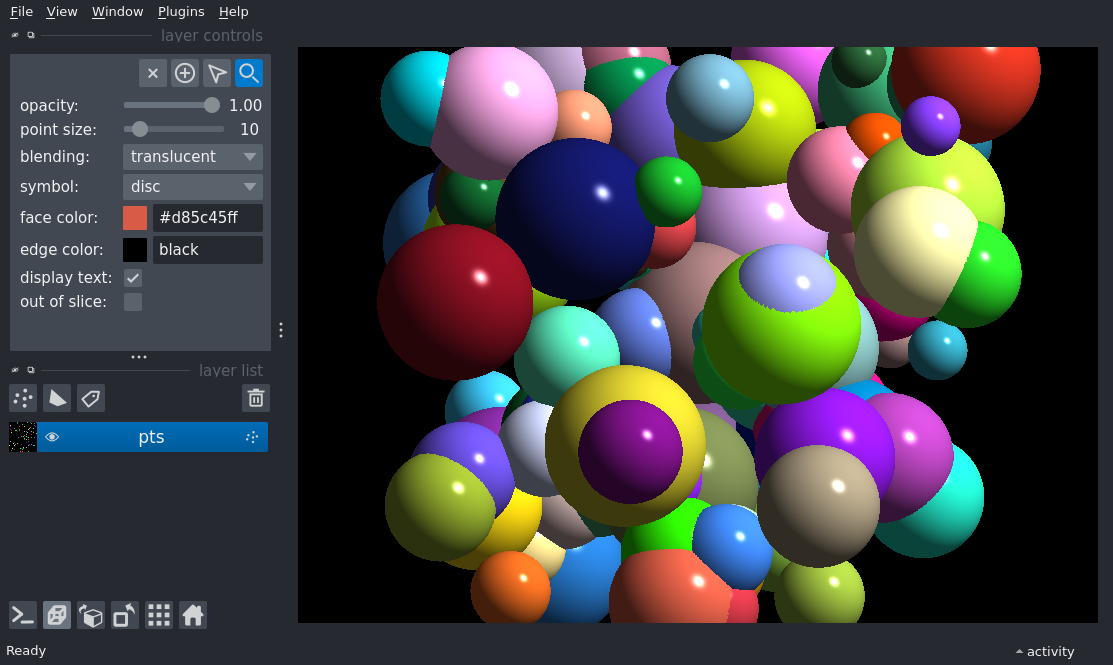 File View Window Plugins Help
layer controls
opacity: 1.00
point size: 10
blending: translucent
symbol: disc
face color: #d85c45ff
edge color: black
display text:
out of slice:
layer list
pts
Ready
activity